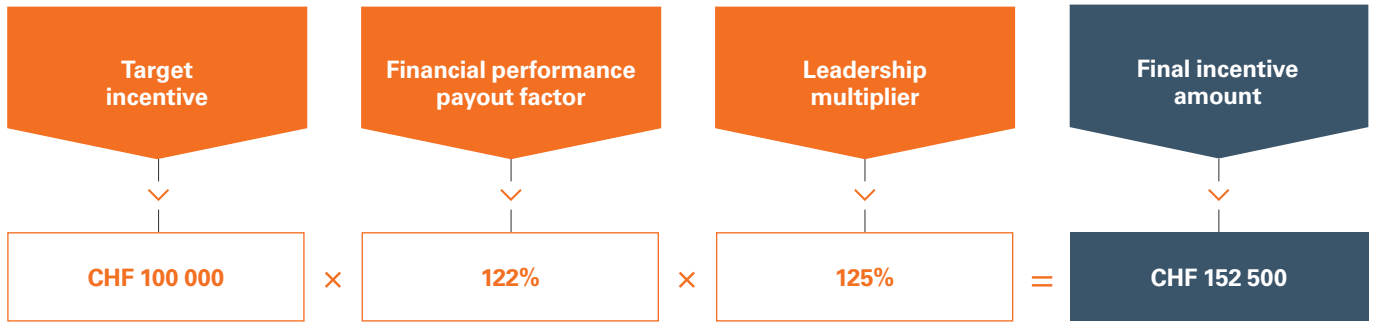 Target
incentive
Financial performance
payout factor
Leadership
multiplier
Final incentive
amount
CHF 100 000
×
122%
×
125%
=
CHF 152 500